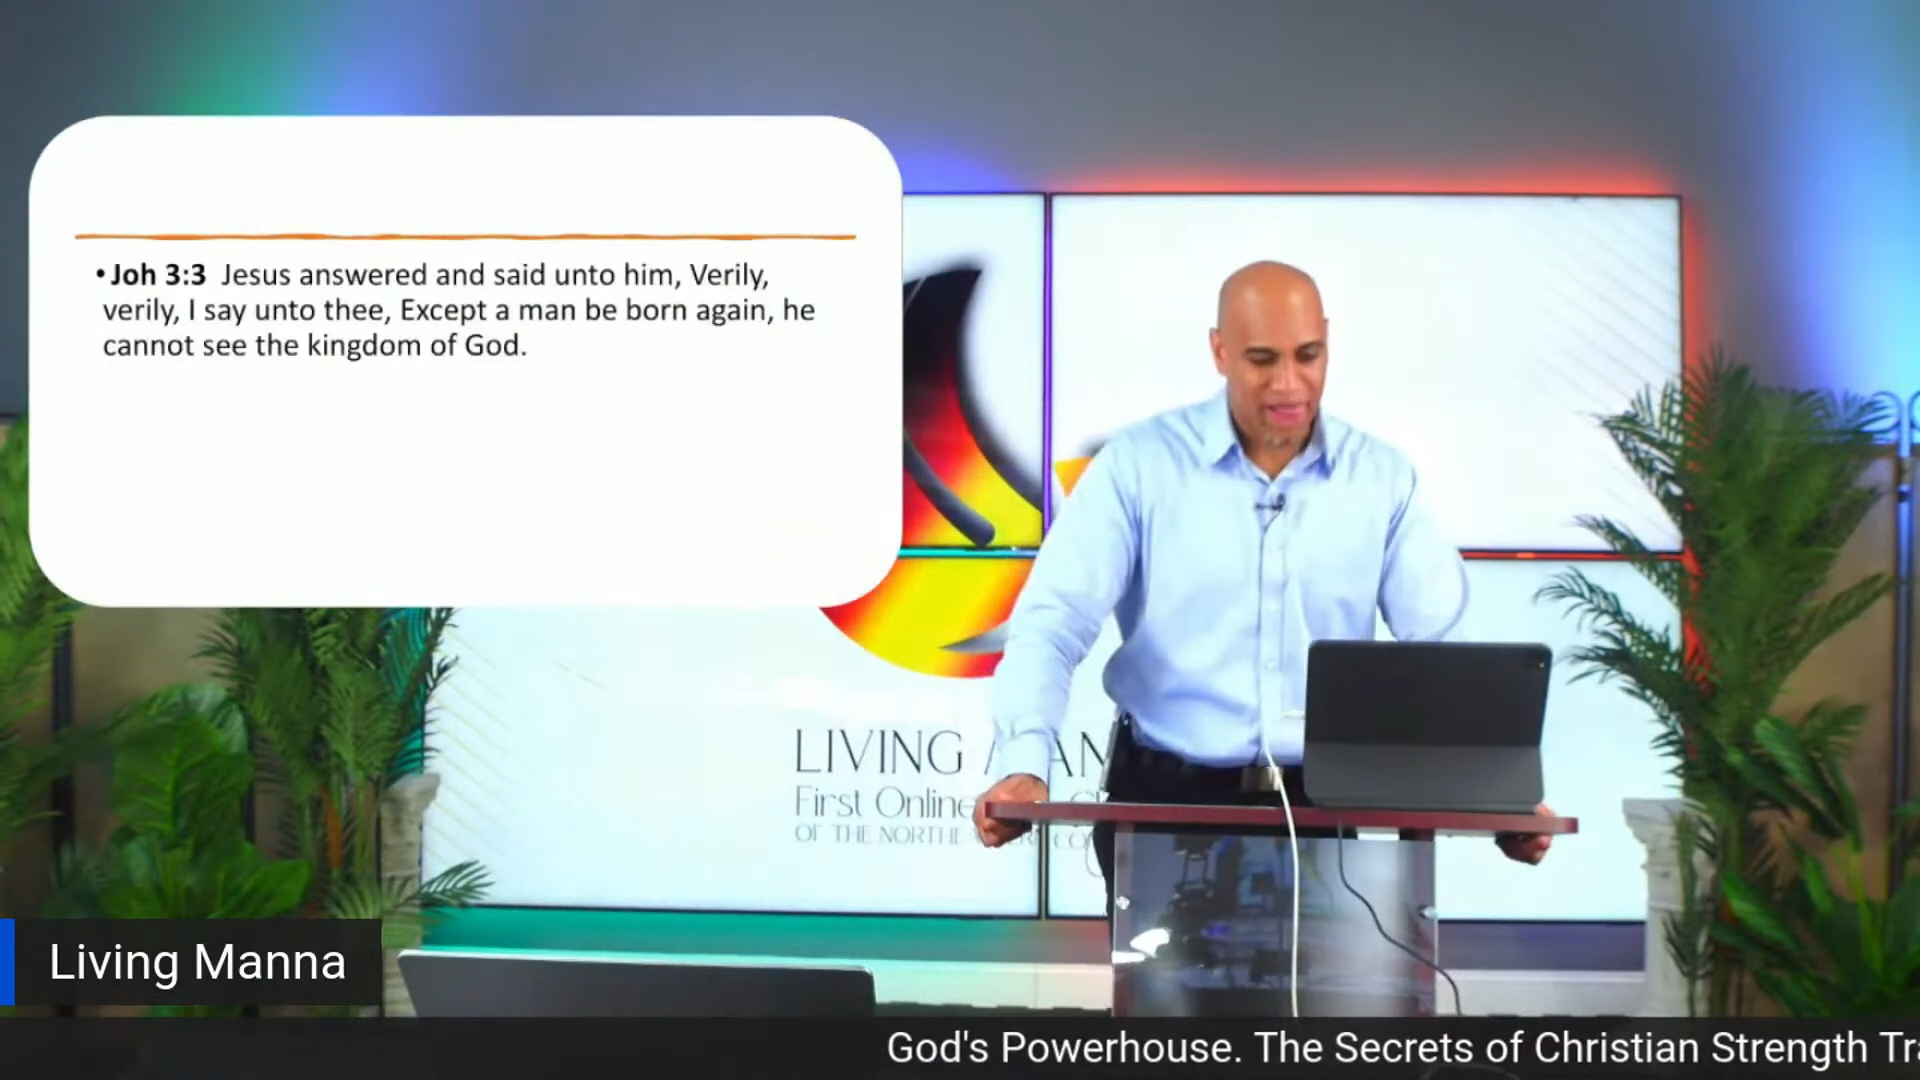 • Joh 3:3 Jesus answered and said unto him, Verily,
verily, I say unto thee, Except a man be born again, he
cannot see the kingdom of God.
LIVING
First Online
OF THE
Living Manna
God's Powerhouse. The Secrets of Christian Strength